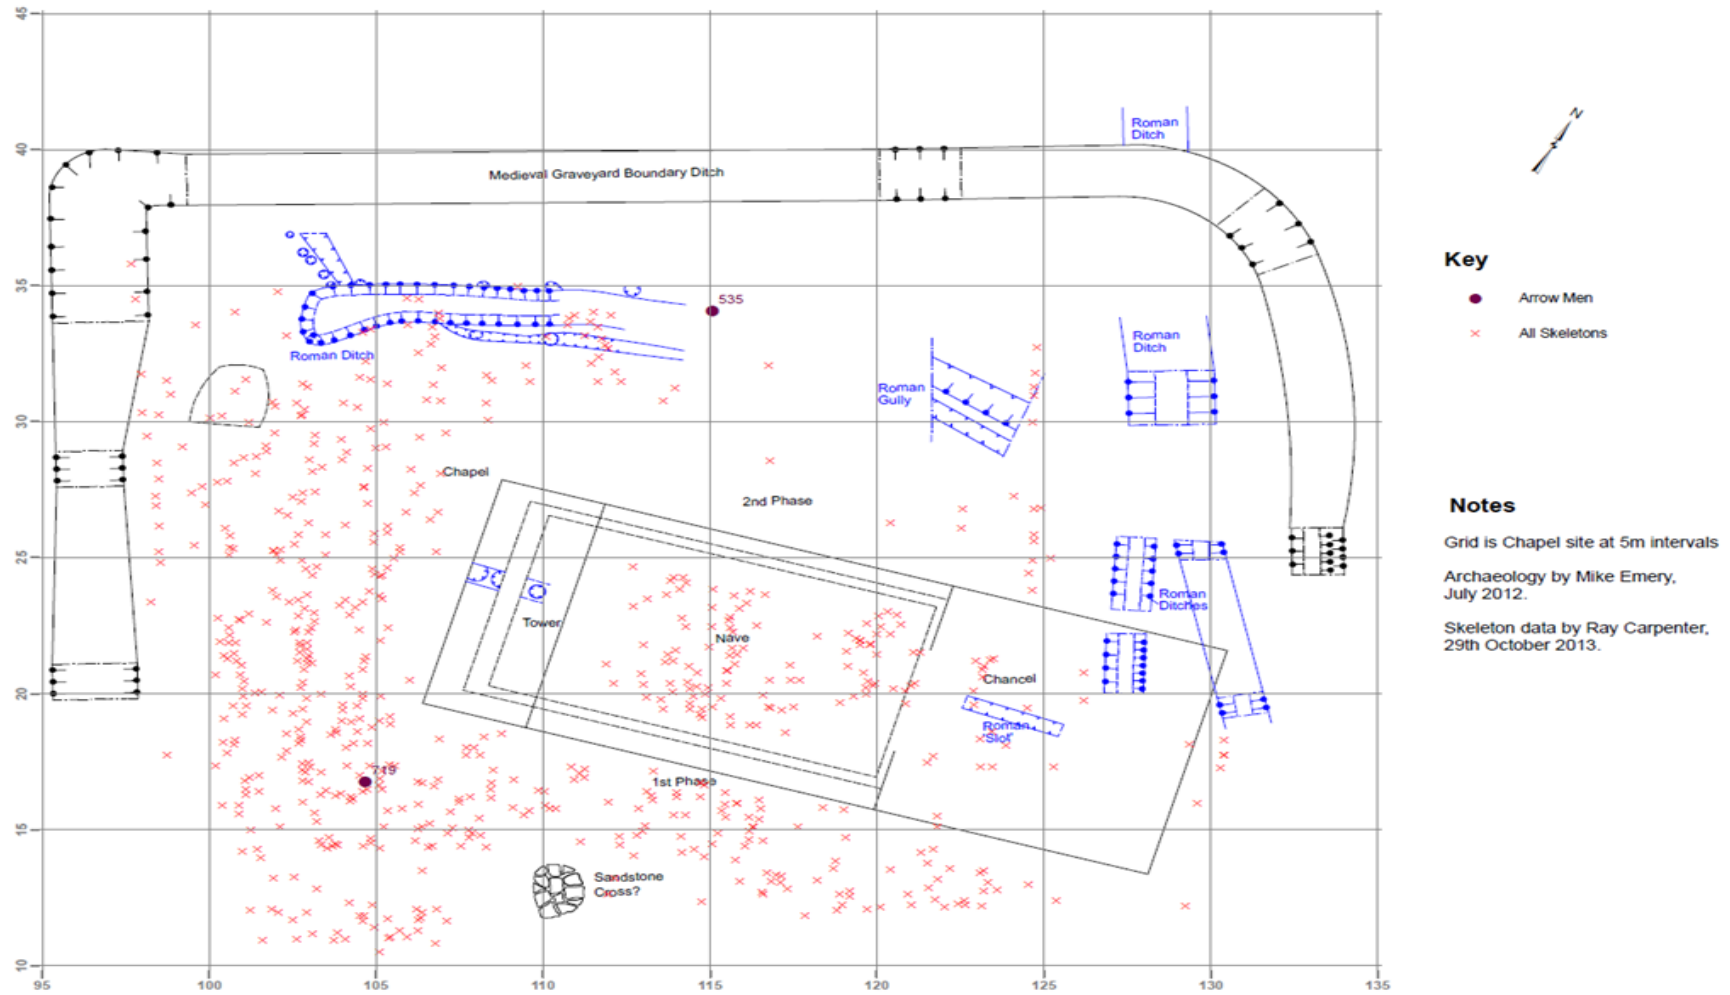 45
40
35
30
25
20
15
10
95
100
105
110
115
120
125
130
135
Roman
Ditch
Medieval Graveyard Boundary Ditch
535
Roman Ditch
Roman
Gully
Roman
Ditch
Chapel
2nd Phase
Tower
Nave
Roman
Ditches
Chancel
Roman
"Slot"
719
1st Phase
Sandstone
Cross?
N
Key
Arrow Men
All Skeletons
Notes
Grid is Chapel site at 5m intervals
Archaeology by Mike Emery,
July 2012.
Skeleton data by Ray Carpenter,
29th October 2013.